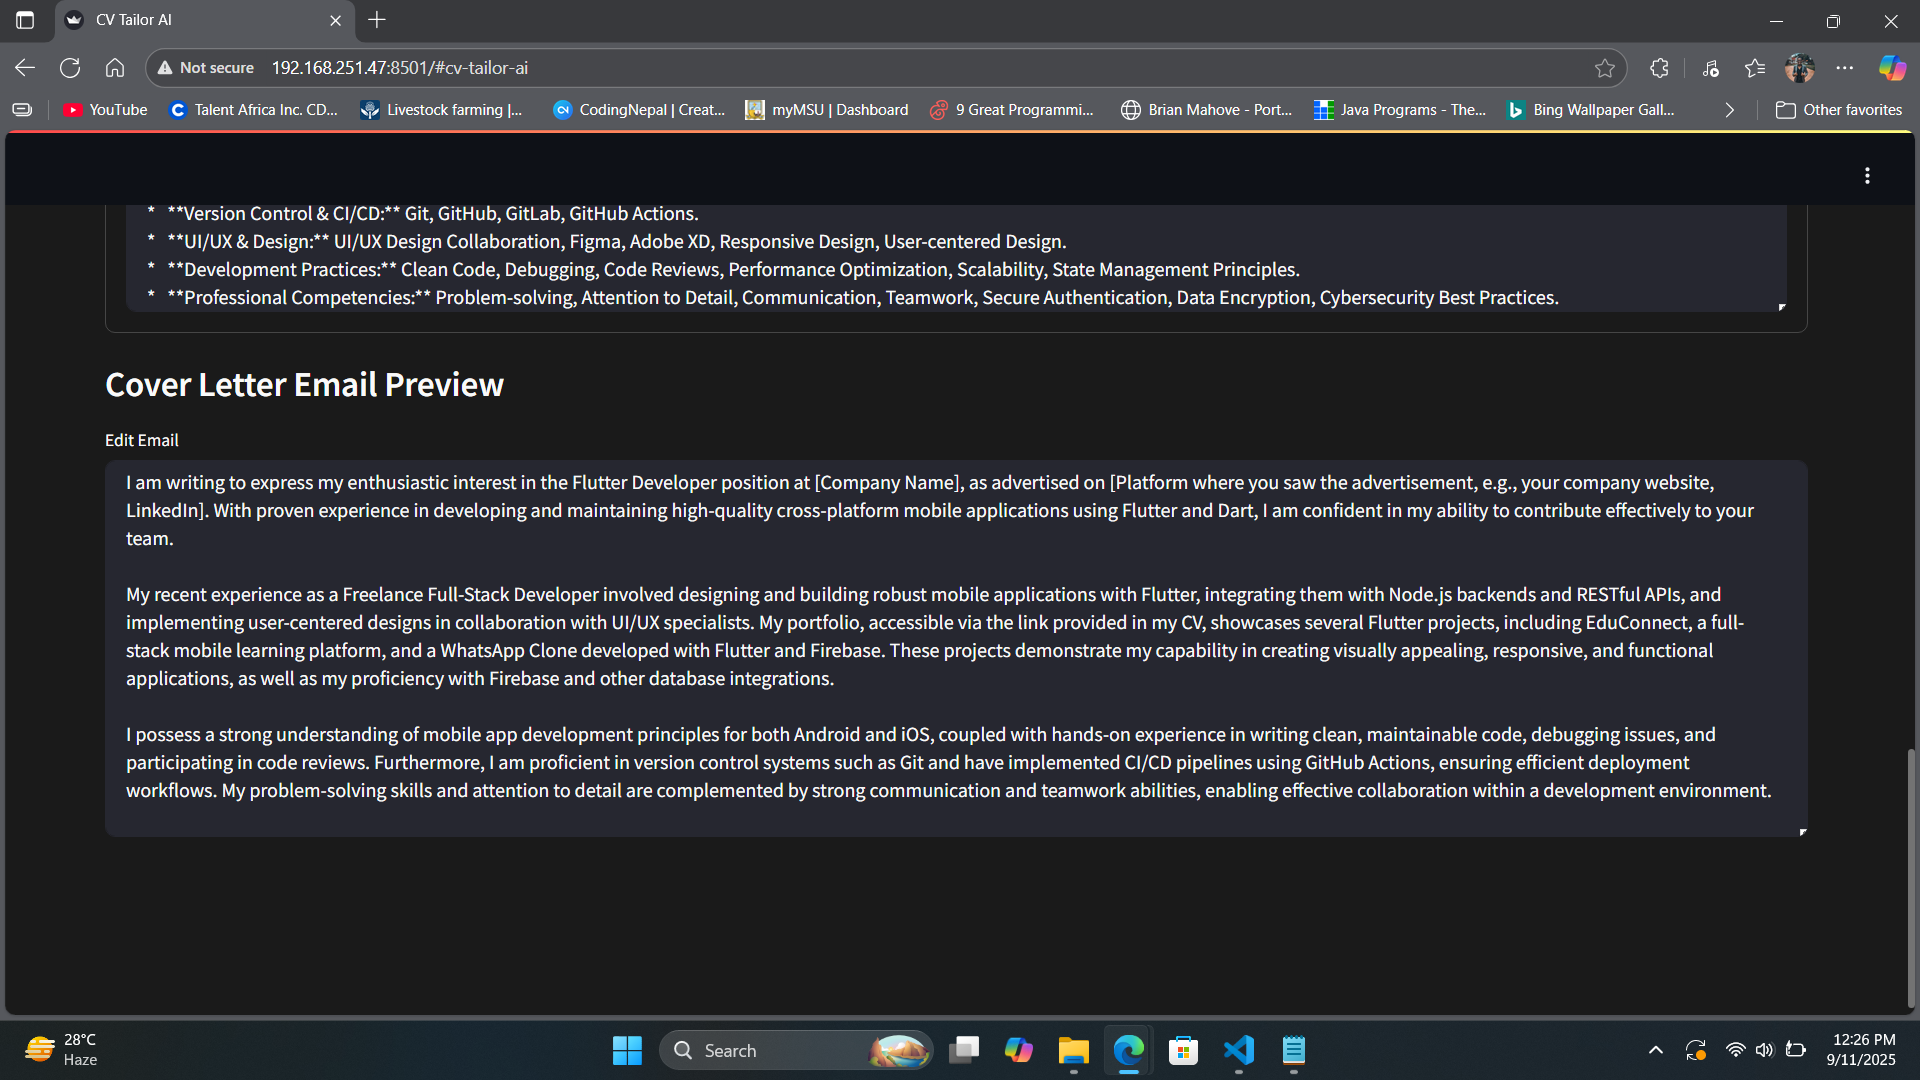 CV Tailor AI
Not secure 192.168.251.47:8501/#cv-tailor-ai
YouTube Talent Africa Inc. CD... Livestock farming |... CodingNepal | Creat... myMSU | Dashboard 9 Great Programmi... Brian Mahove - Port... Java Programs - The... Bing Wallpaper Gall... Other favorites
* **Version Control & CI/CD:** Git, GitHub, GitLab, GitHub Actions.
* **UI/UX & Design:** UI/UX Design Collaboration, Figma, Adobe XD, Responsive Design, User-centered Design.
* **Development Practices:** Clean Code, Debugging, Code Reviews, Performance Optimization, Scalability, State Management Principles.
* **Professional Competencies:** Problem-solving, Attention to Detail, Communication, Teamwork, Secure Authentication, Data Encryption, Cybersecurity Best Practices.
Cover Letter Email Preview
Edit Email
I am writing to express my enthusiastic interest in the Flutter Developer position at [Company Name], as advertised on [Platform where you saw the advertisement, e.g., your company website,
LinkedIn]. With proven experience in developing and maintaining high-quality cross-platform mobile applications using Flutter and Dart, I am confident in my ability to contribute effectively to your
team.
My recent experience as a Freelance Full-Stack Developer involved designing and building robust mobile applications with Flutter, integrating them with Node.js backends and RESTful APIs, and
implementing user-centered designs in collaboration with UI/UX specialists. My portfolio, accessible via the link provided in my CV, showcases several Flutter projects, including EduConnect, a full-
stack mobile learning platform, and a WhatsApp Clone developed with Flutter and Firebase. These projects demonstrate my capability in creating visually appealing, responsive, and functional
applications, as well as my proficiency with Firebase and other database integrations.
I possess a strong understanding of mobile app development principles for both Android and iOS, coupled with hands-on experience in writing clean, maintainable code, debugging issues, and
participating in code reviews. Furthermore, I am proficient in version control systems such as Git and have implemented CI/CD pipelines using GitHub Actions, ensuring efficient deployment
workflows. My problem-solving skills and attention to detail are complemented by strong communication and teamwork abilities, enabling effective collaboration within a development environment.
28°C
Haze
Search
12:26 PM
9/11/2025